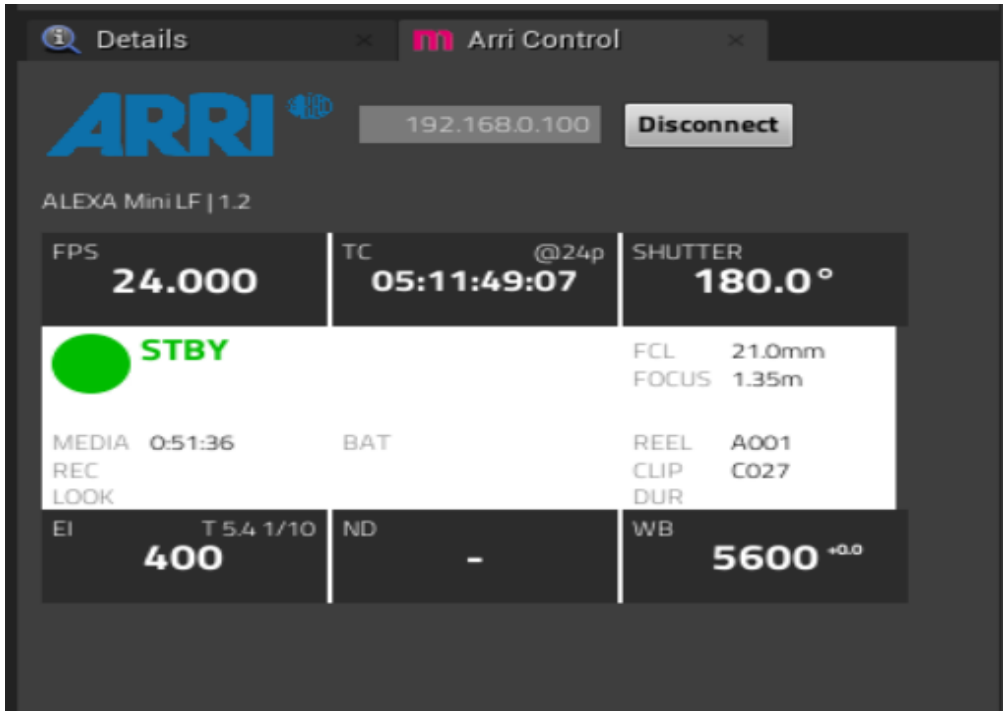 Details
Arri Control
ARRI
192.168.0.100 Disconnect
ALEXA Mini LF | 1.2
FPS
24.000
TC @24p
05:11:49:07
SHUTTER
180.0°
STBY
FCL 21.0mm
FOCUS 1.35m
MEDIA 0:51:36
REC
LOOK
BAT
REEL A001
CLIP C027
DUR
EI T 5.4 1/10
400
ND
-
WB
5600 +0.0